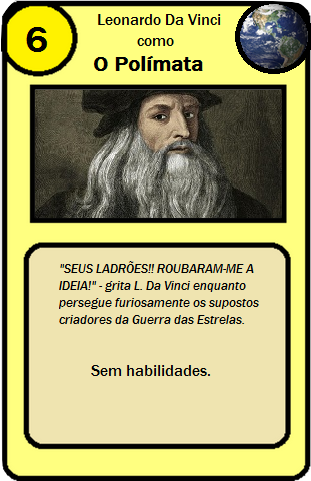 6
Leonardo Da Vinci
como
O Polímata
"SEUS LADRÕES!! ROUBARAM-ME A
IDEIA!" - grita L. Da Vinci enquanto
persegue furiosamente os supostos
criadores da Guerra das Estrelas.
Sem habilidades.